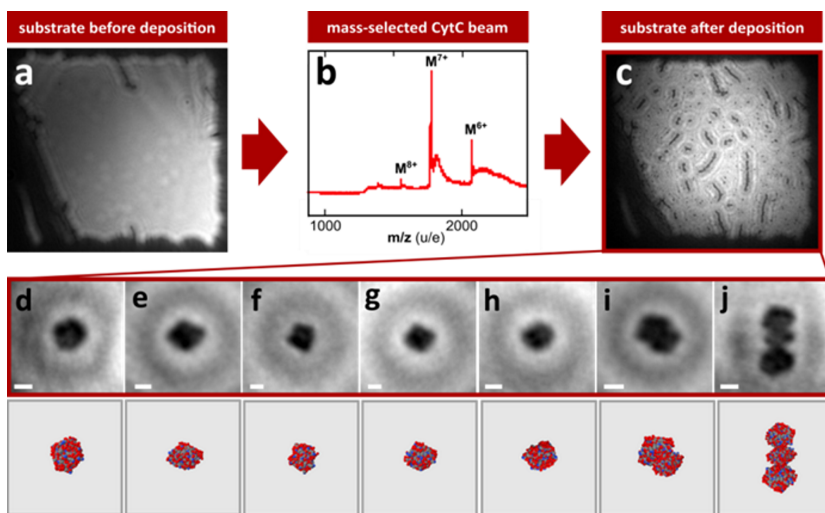 substrate before deposition
mass-selected CytC beam
substrate after deposition
a
b
c
M7+
M6+
M8+
1000
2000
m/z (u/e)
d
e
f
g
h
i
j